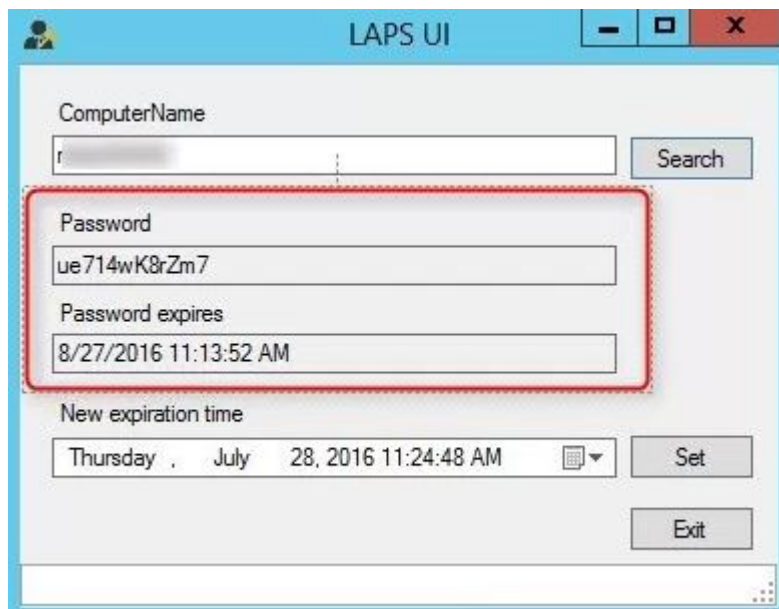 LAPS UI
ComputerName
Search
Password
ue714wK8rZm7
Password expires
8/27/2016 11:13:52 AM
New expiration time
Thursday , July 28, 2016 11:24:48 AM
Set
Exit